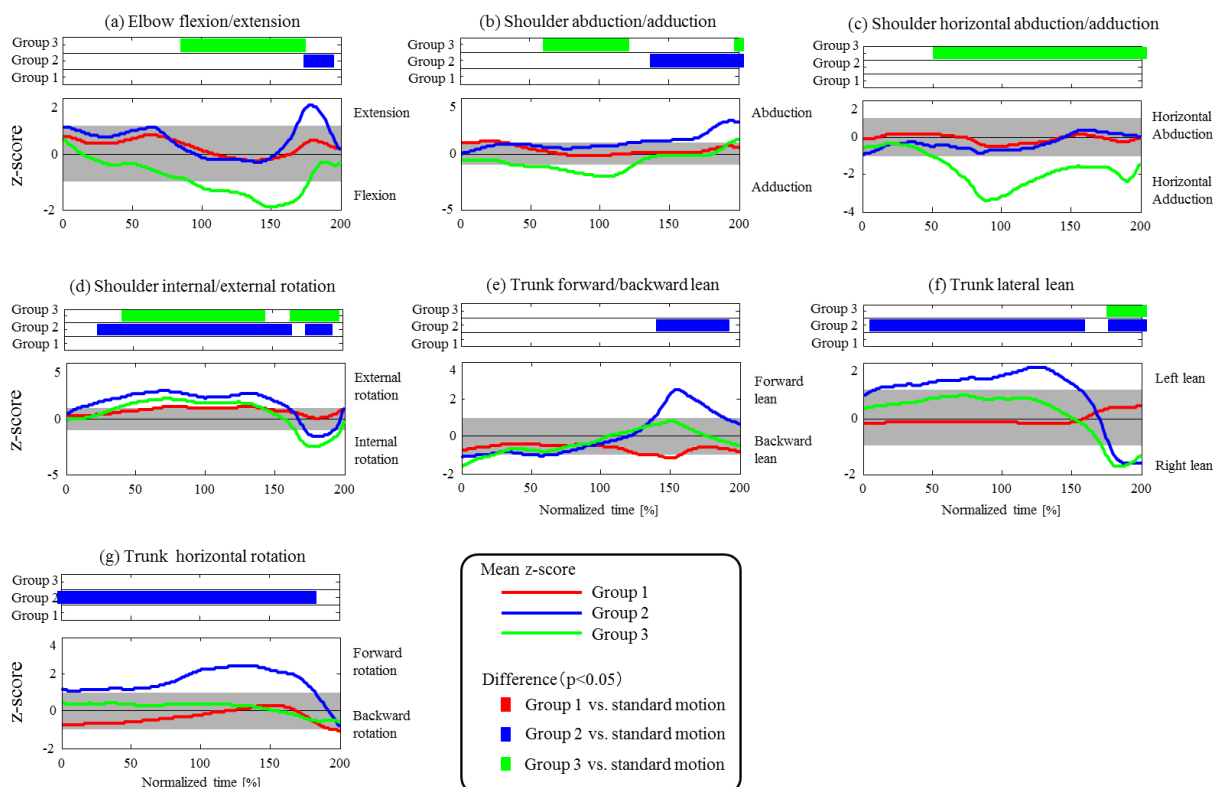 (a) Elbow flexion/extension
Group 3
Group 2
Group 1
z-score
2
0
-2
Extension
Flexion
0 50 100 150 200
(b) Shoulder abduction/adduction
Group 3
Group 2
Group 1
5
0
-5
Abduction
Adduction
0 50 100 150 200
(c) Shoulder horizontal abduction/adduction
Group 3
Group 2
Group 1
2
0
-2
-4
Horizontal
Abduction
Horizontal
Adduction
0 50 100 150 200
(d) Shoulder internal/external rotation
Group 3
Group 2
Group 1
z-score
5
0
-5
External
rotation
Internal
rotation
0 50 100 150 200
(e) Trunk forward/backward lean
Group 3
Group 2
Group 1
4
2
0
-2
Forward
lean
Backward
lean
0 50 100 150 200
Normalized time [%]
(f) Trunk lateral lean
Group 3
Group 2
Group 1
2
0
-2
Left lean
Right lean
0 50 100 150 200
Normalized time [%]
(g) Trunk horizontal rotation
Group 3
Group 2
Group 1
z-score
4
2
0
-2
Forward
rotation
Backward
rotation
0 50 100 150 200
Normalized time [%]
Mean z-score
Group 1
Group 2
Group 3
Difference(p<0.05)
Group 1 vs. standard motion
Group 2 vs. standard motion
Group 3 vs. standard motion